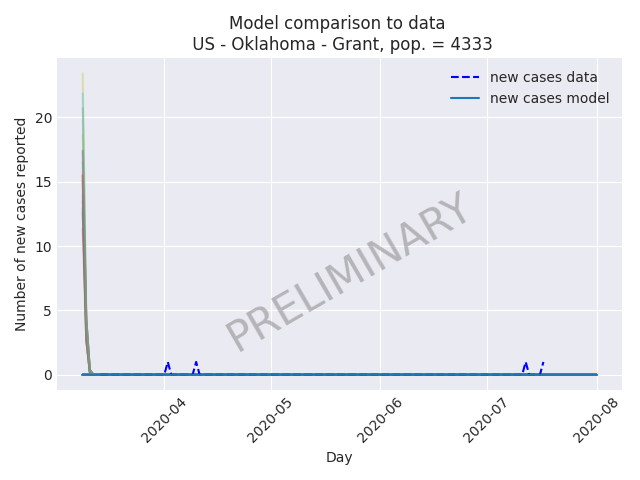 Model comparison to data
US - Oklahoma - Grant, pop. = 4333
new cases data
new cases model
Number of new cases reported
20
15
10
5
0
PRELIMINARY
2020-04
2020-05
2020-06
2020-07
2020-08
Day